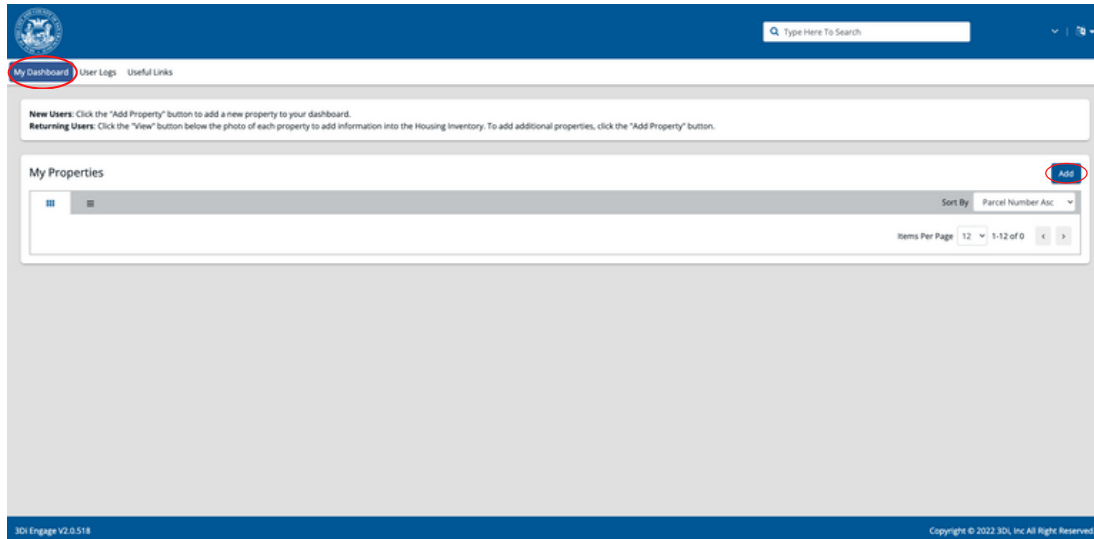 Type Here To Search
My Dashboard User Logs Useful Links
New Users: Click the "Add Property" button to add a new property to your dashboard.
Returning Users: Click the "View" button below the photo of each property to add information into the Housing Inventory. To add additional properties, click the "Add Property" button.
My Properties
Add
Sort By Parcel Number Asc
Items Per Page 12 1-12 of 0 < >
3Di Engage V2.0.518
Copyright © 2022 3Di, Inc All Right Reserved.